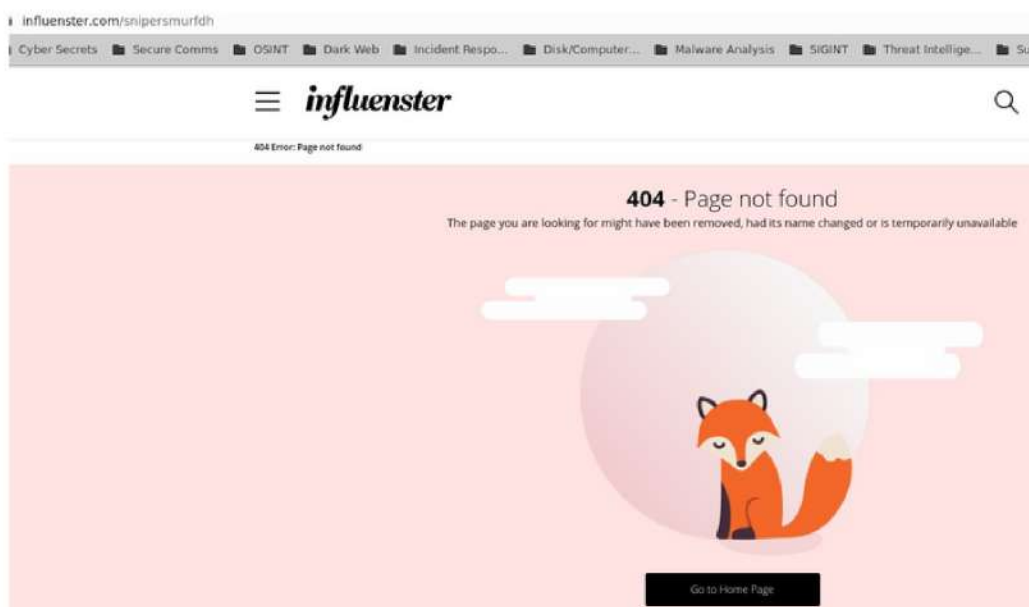 influenster.com/snipersmurfdh
Cyber Secrets Secure Comms OSINT Dark Web Incident Respo... Disk/Computer... Malware Analysis SIGINT Threat Intellige... Su
influenster
404 Error: Page not found
404 - Page not found
The page you are looking for might have been removed, had its name changed or is temporarily unavailable
Go to Home Page